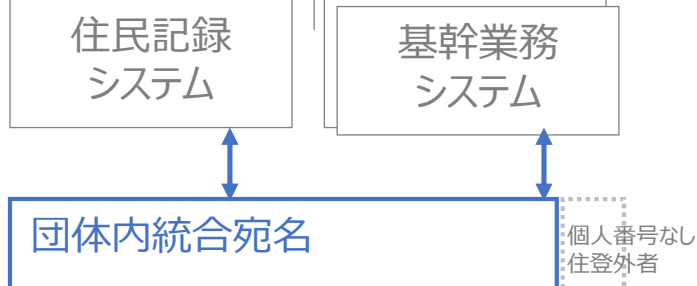 住民記録
システム
基幹業務
システム
団体内統合宛名
個人番号なし
住登外者